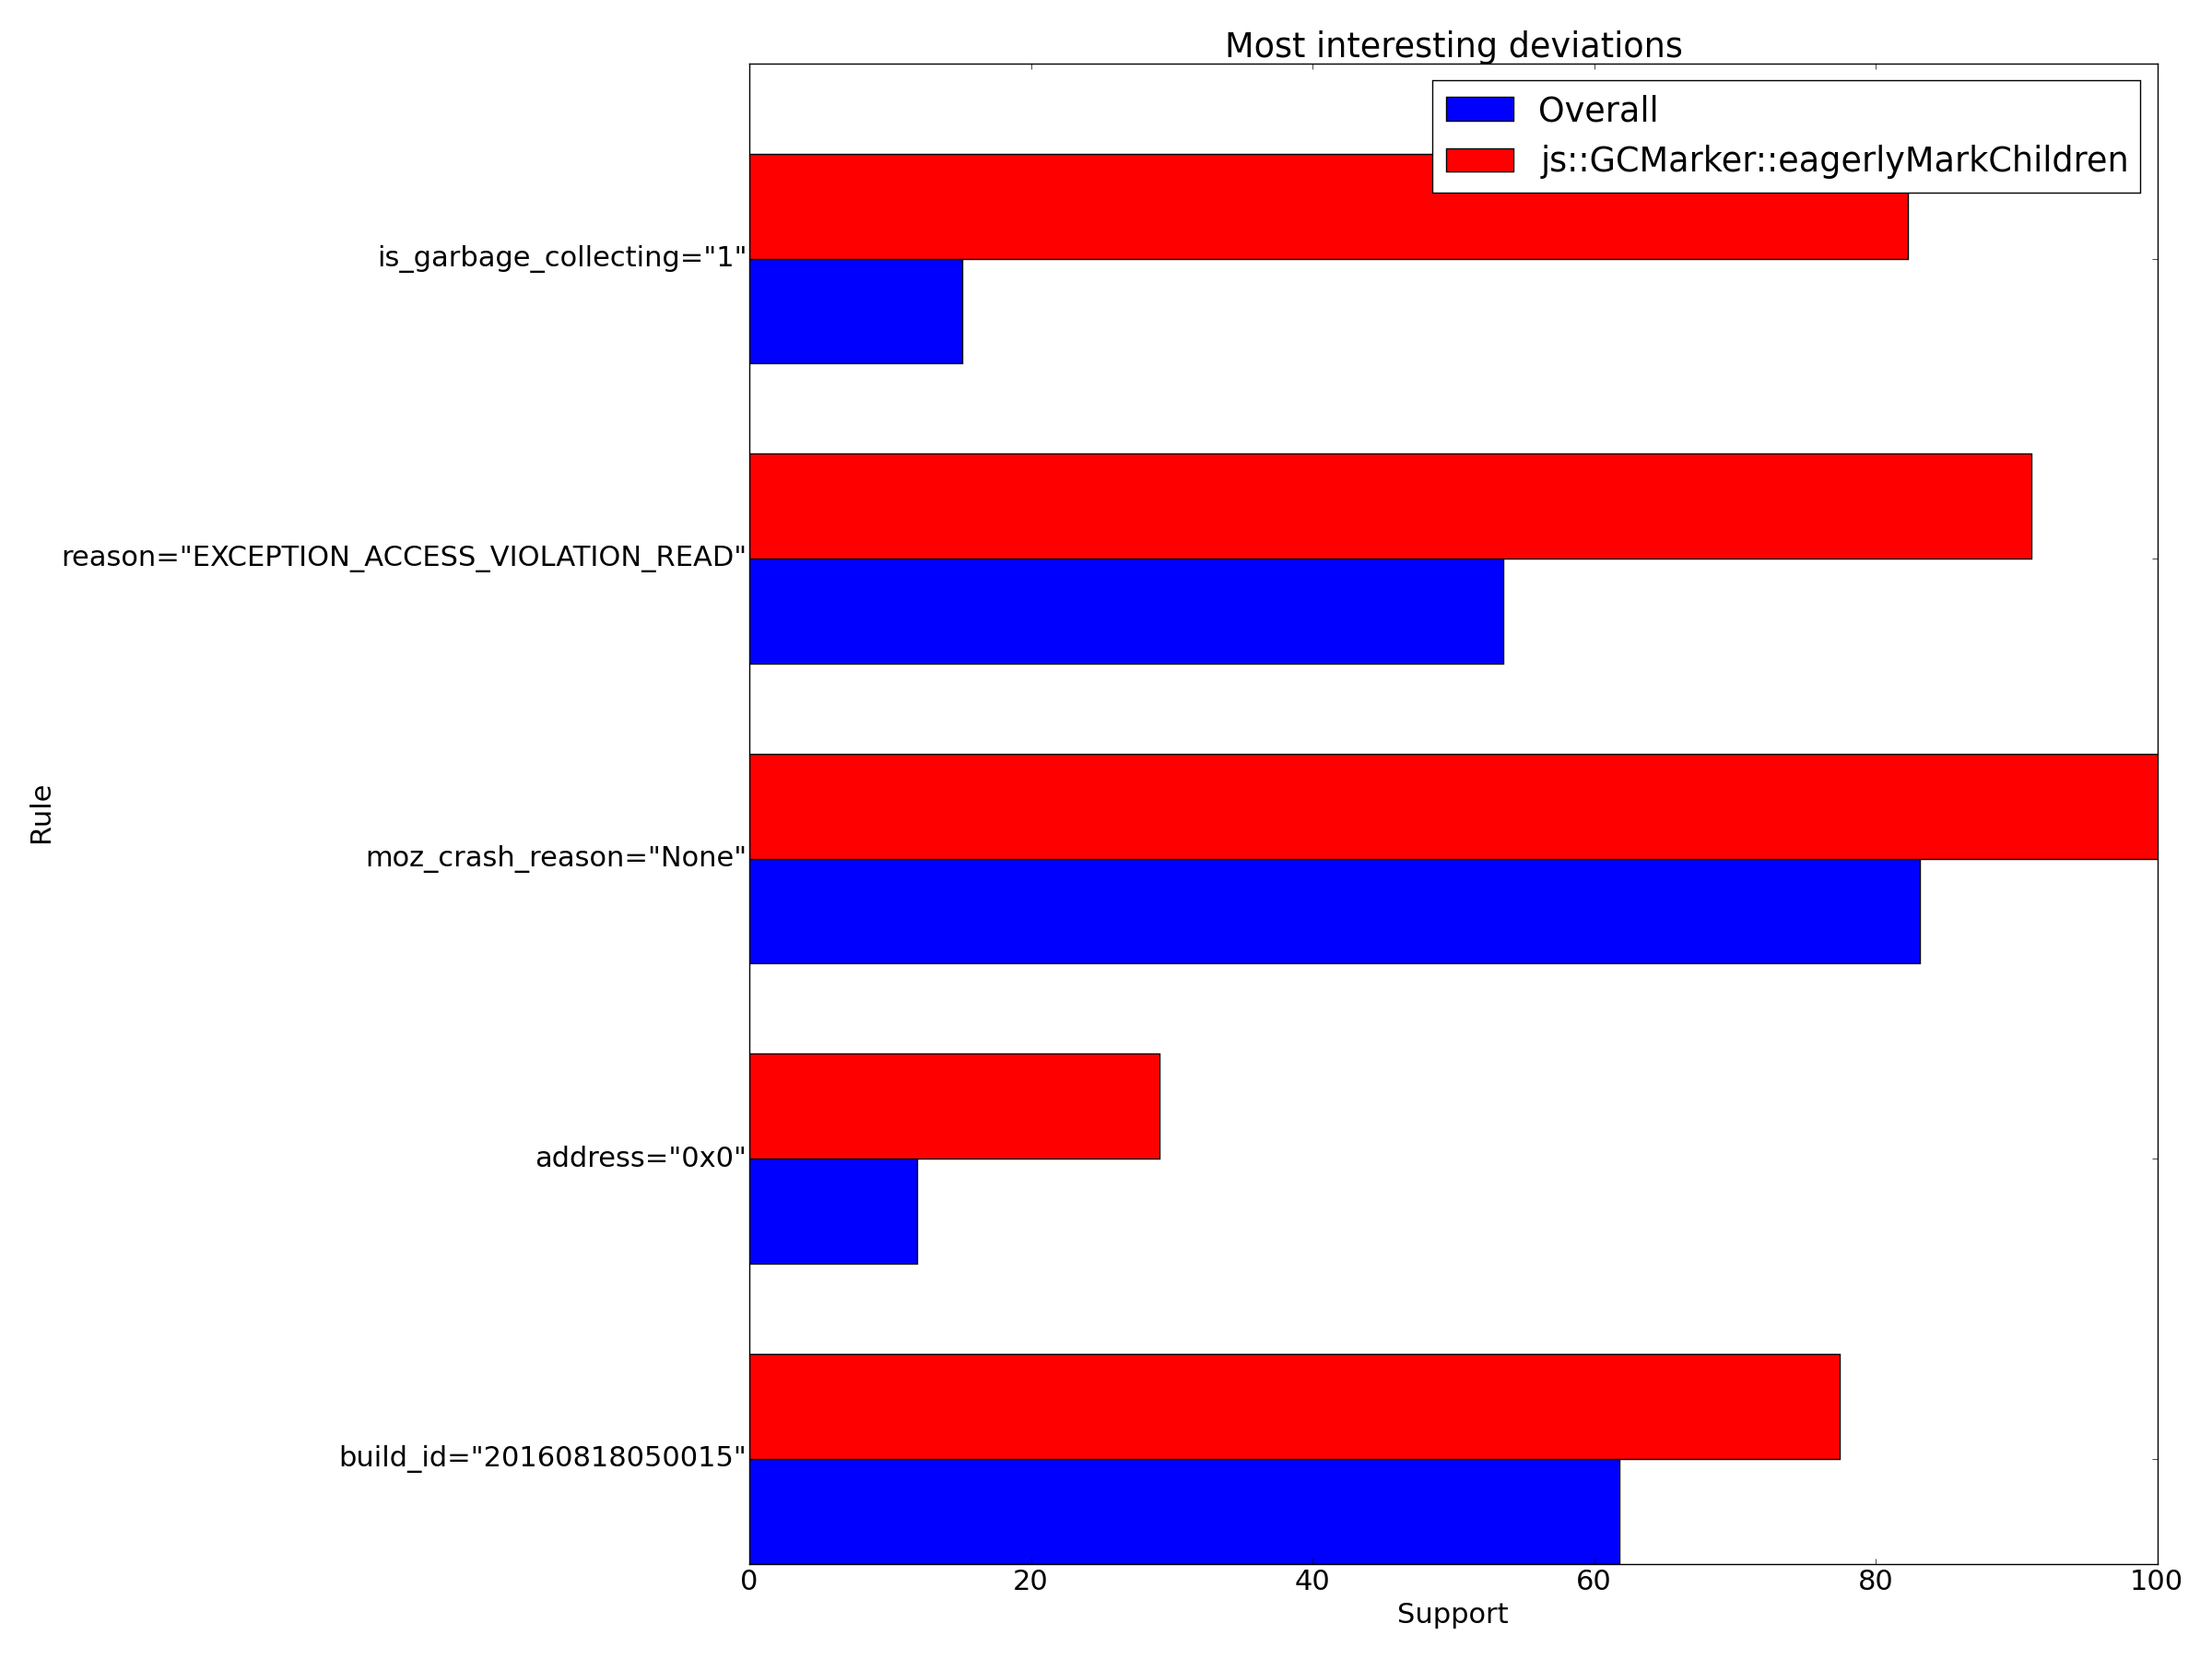 Most interesting deviations
Overall
js::GCMarker::eagerlyMarkChildren
is_garbage_collecting="1"
reason="EXCEPTION_ACCESS_VIOLATION_READ"
moz_crash_reason="None"
address="0x0"
build_id="20160818050015"
Rule
0 20 40 60 80 100
Support